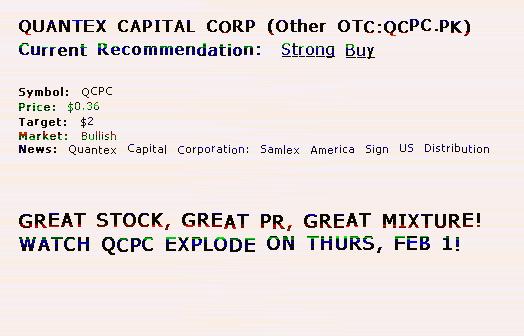 QUANTEX CAPITAL CORP (Other OTC:QCPC.PK)
Current Recommendation: Strong Buy
Symbol: QCPC
Price: $0.36
Target: $2
Market: Bullish
News: Quantex Capital Corporation: Samlex America Sign US Distribution
GREAT STOCK, GREAT PR, GREAT MIXTURE!
WATCH QCPC EXPLODE ON THURS, FEB 1!